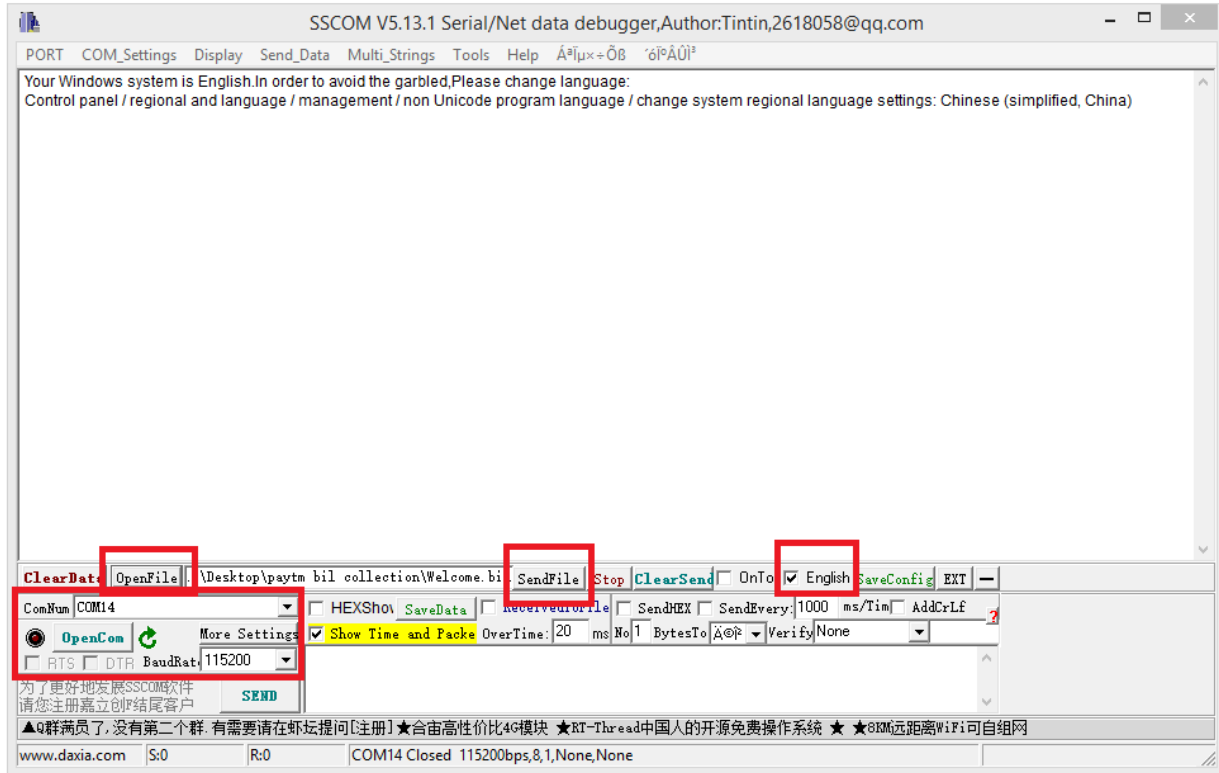 SSCOM V5.13.1 Serial/Net data debugger,Author:Tintin,2618058@qq.com
PORT COM_Settings Display Send_Data Multi_Strings Tools Help ÁªÏµ×÷Õß ´óÏºÂÛÌ³
Your Windows system is English.In order to avoid the garbled,Please change language:
Control panel / regional and language / management / non Unicode program language / change system regional language settings: Chinese (simplified, China)
ClearData OpenFile .\Desktop\paytm bil collection\Welcome.bi SendFile Stop ClearSend OnTo English SaveConfig EXT
ComNum COM14 HEXShow SaveData ReceivedToFile SendHEX SendEvery: 1000 ms/Tim AddCrLf ?
OpenCom More Settings Show Time and Packe OverTime: 20 ms No 1 BytesTo Verify None
RTS DTR BaudRat 115200
为了更好地发展SSCOM软件
请您注册嘉立创F结尾客户
SEND
▲Q群满员了,没有第二个群.有需要请在虾坛提问[注册]★合宙高性价比4G模块 ★RT-Thread中国人的开源免费操作系统 ★ ★8KM远距离WiFi可自组网
www.daxia.com S:0 R:0 COM14 Closed 115200bps,8,1,None,None